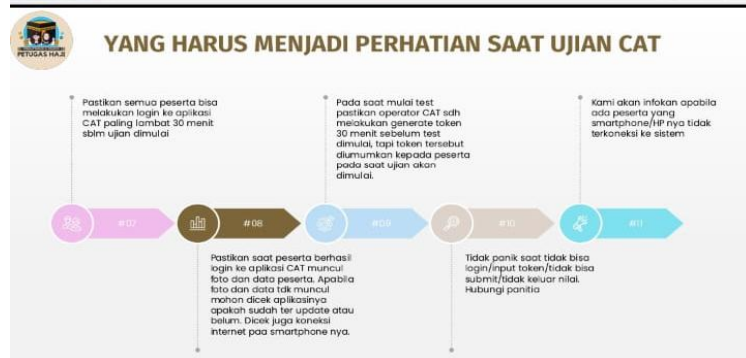 PETUGAS HAJI
YANG HARUS MENJADI PERHATIAN SAAT UJIAN CAT
Pastikan semua peserta bisa
melakukan login ke aplikasi
CAT paling lambat 30 menit
sblm ujian dimulai
Pada saat mulai test
pastikan operator CAT sdh
melakukan generate token
30 menit sebelum test
dimulai, tapi token tersebut
diumumkan kepada peserta
pada saat ujian akan
dimulai.
Kami akan infokan apabila
ada peserta yang
smartphone/HP nya tidak
terkoneksi ke sistem
#07
#08
#09
#10
#11
Pastikan saat peserta berhasil
login ke aplikasi CAT muncul
foto dan data peserta. Apabila
foto dan data tdk muncul
mohon dicek aplikasinya
apakah sudah ter update atau
belum. Dicek juga koneksi
internet paa smartphone nya.
Tidak panik saat tidak bisa
login/input token/tidak bisa
submit/tidak keluar nilai.
Hubungi panitia